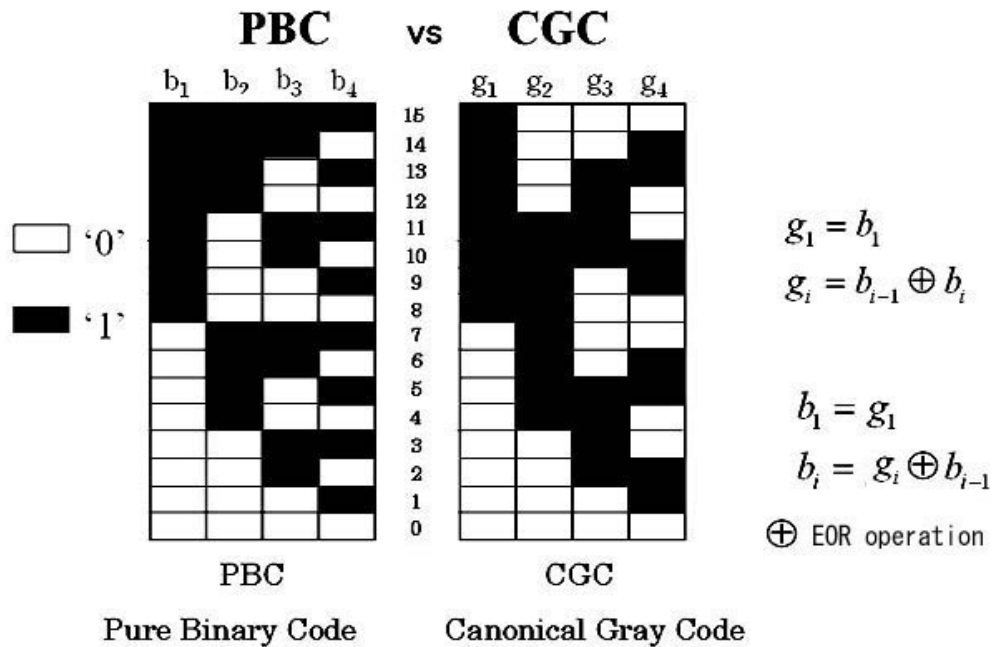 PBC vs CGC
b₁ b₂ b₃ b₄ g₁ g₂ g₃ g₄
15
14
13
12
11
10
9
8
7
6
5
4
3
2
1
0
‘0’
‘1’
g₁ = b₁
gᵢ = bᵢ₋₁ ⊕ bᵢ
b₁ = g₁
bᵢ = gᵢ ⊕ bᵢ₋₁
⊕ EOR operation
PBC CGC
Pure Binary Code Canonical Gray Code